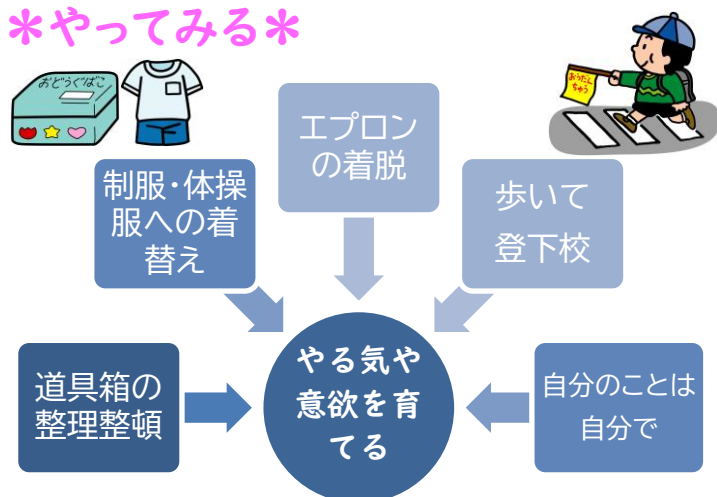 ＊やってみる＊
おどうぐばこ
おうだん
ちゅう
エプロン
の着脱
制服・体操
服への着
替え
歩いて
登下校
道具箱の
整理整頓
やる気や
意欲を育
てる
自分のことは
自分で